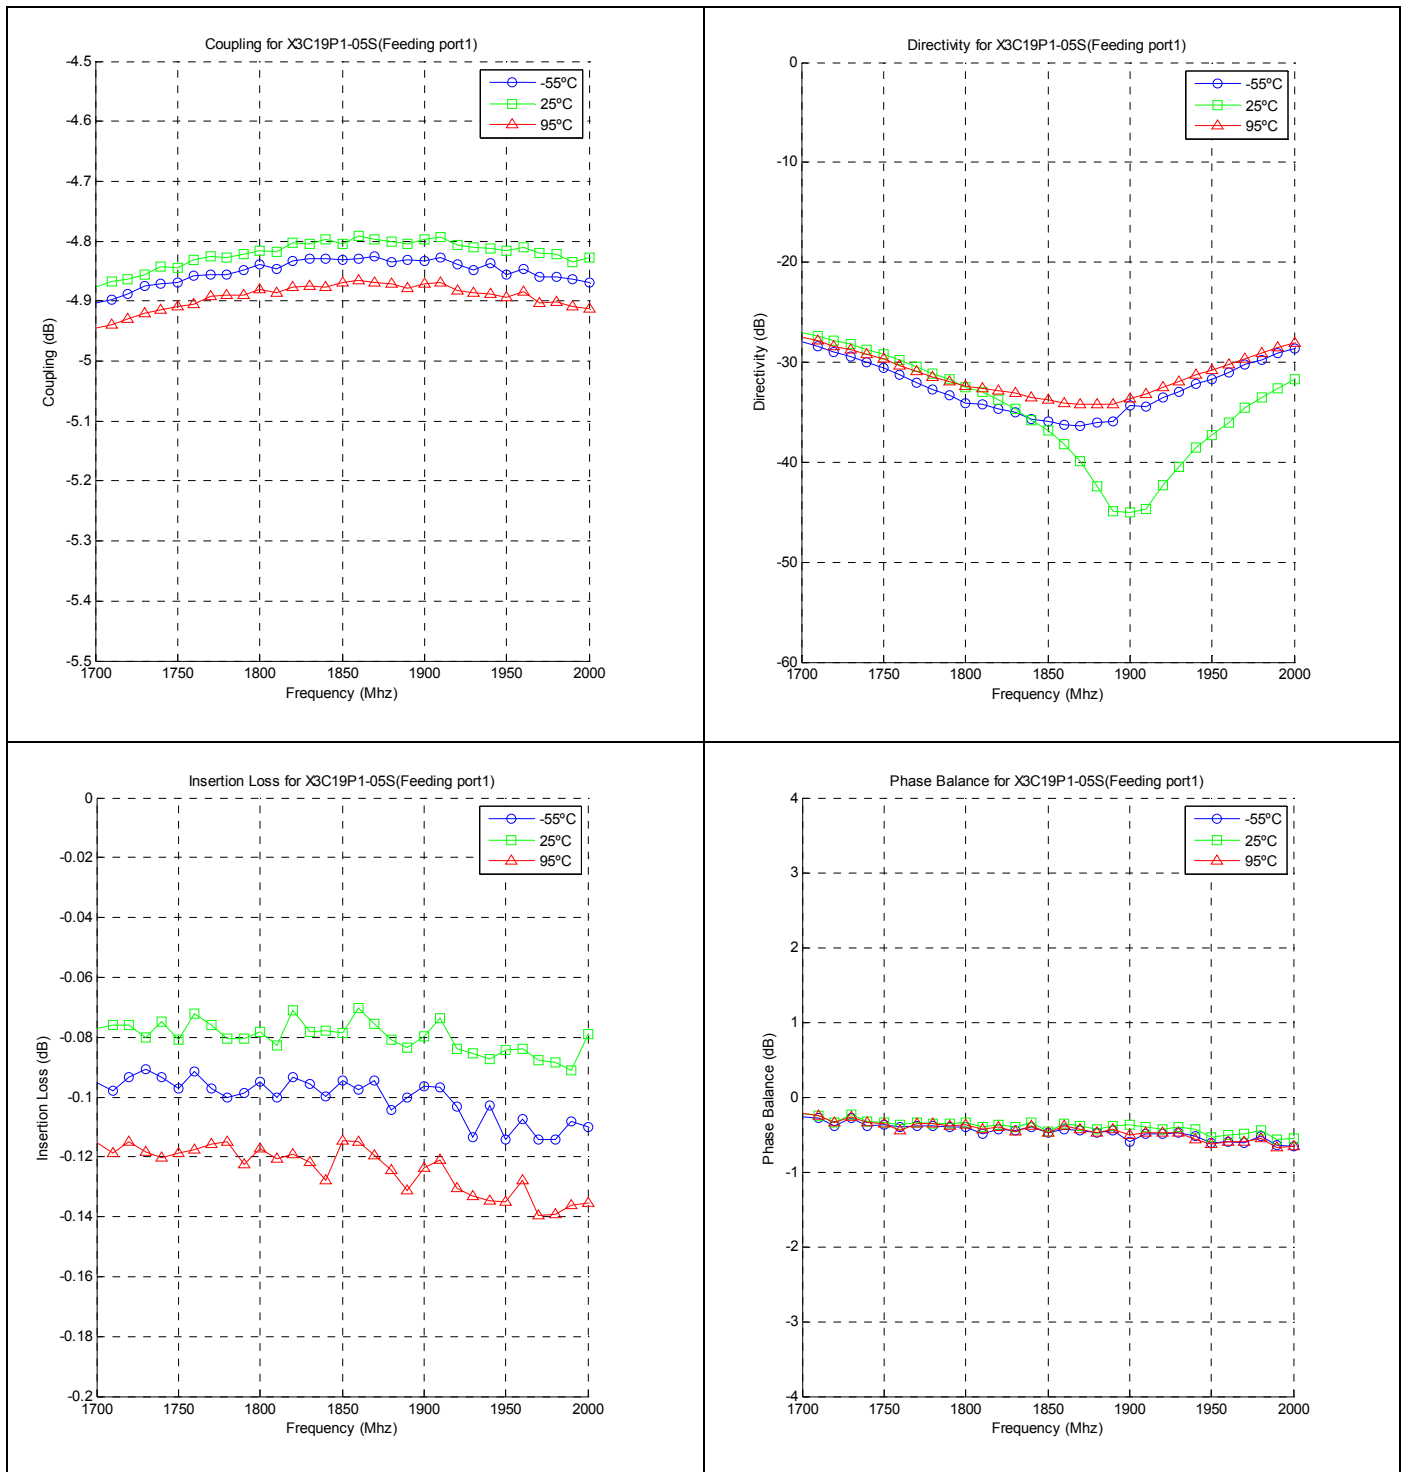 Coupling for X3C19P1-05S(Feeding port1)
-4.5
-4.6
-4.7
-4.8
-4.9
-5
-5.1
-5.2
-5.3
-5.4
-5.5
Coupling (dB)
1700 1750 1800 1850 1900 1950 2000
Frequency (Mhz)
-55ºC
25ºC
95ºC
Directivity for X3C19P1-05S(Feeding port1)
0
-10
-20
-30
-40
-50
-60
Directivity (dB)
1700 1750 1800 1850 1900 1950 2000
Frequency (Mhz)
-55ºC
25ºC
95ºC
Insertion Loss for X3C19P1-05S(Feeding port1)
0
-0.02
-0.04
-0.06
-0.08
-0.1
-0.12
-0.14
-0.16
-0.18
-0.2
Insertion Loss (dB)
1700 1750 1800 1850 1900 1950 2000
Frequency (Mhz)
-55ºC
25ºC
95ºC
Phase Balance for X3C19P1-05S(Feeding port1)
4
3
2
1
0
-1
-2
-3
-4
Phase Balance (dB)
1700 1750 1800 1850 1900 1950 2000
Frequency (Mhz)
-55ºC
25ºC
95ºC